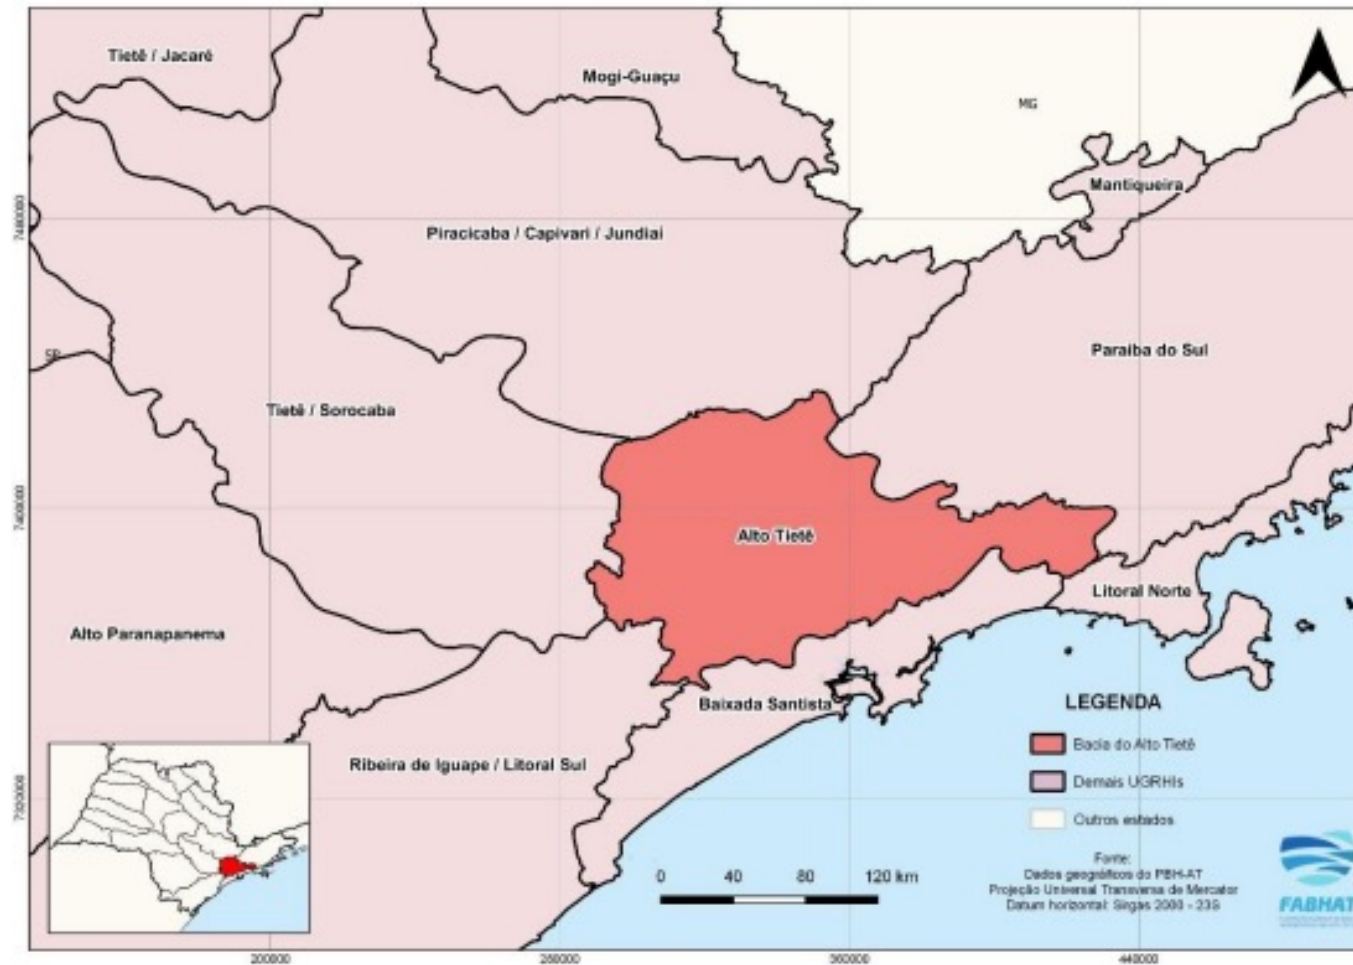 Tietê / Jacaré
Mogi-Guaçu
MG
Mantiqueira
Piracicaba / Capivari / Jundiaí
7480000
Paraíba do Sul
SP
Tietê / Sorocaba
7400000
Alto Tietê
Litoral Norte
Alto Paranapanema
Baixada Santista
Ribeira de Iguape / Litoral Sul
7320000
LEGENDA
Bacia do Alto Tietê
Demais UGRHIs
Outros estados
Fonte:
Dados geográficos do PBH-AT
Projeção Universal Transversa de Mercator
Datum horizontal: Sirgas 2000 - 23S
0 40 80 120 km
FABHAT
200000 280000 360000 440000